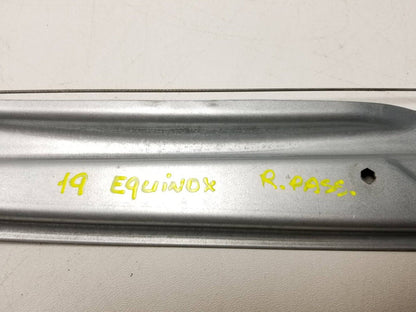 19 EQUINOX R. PASS.